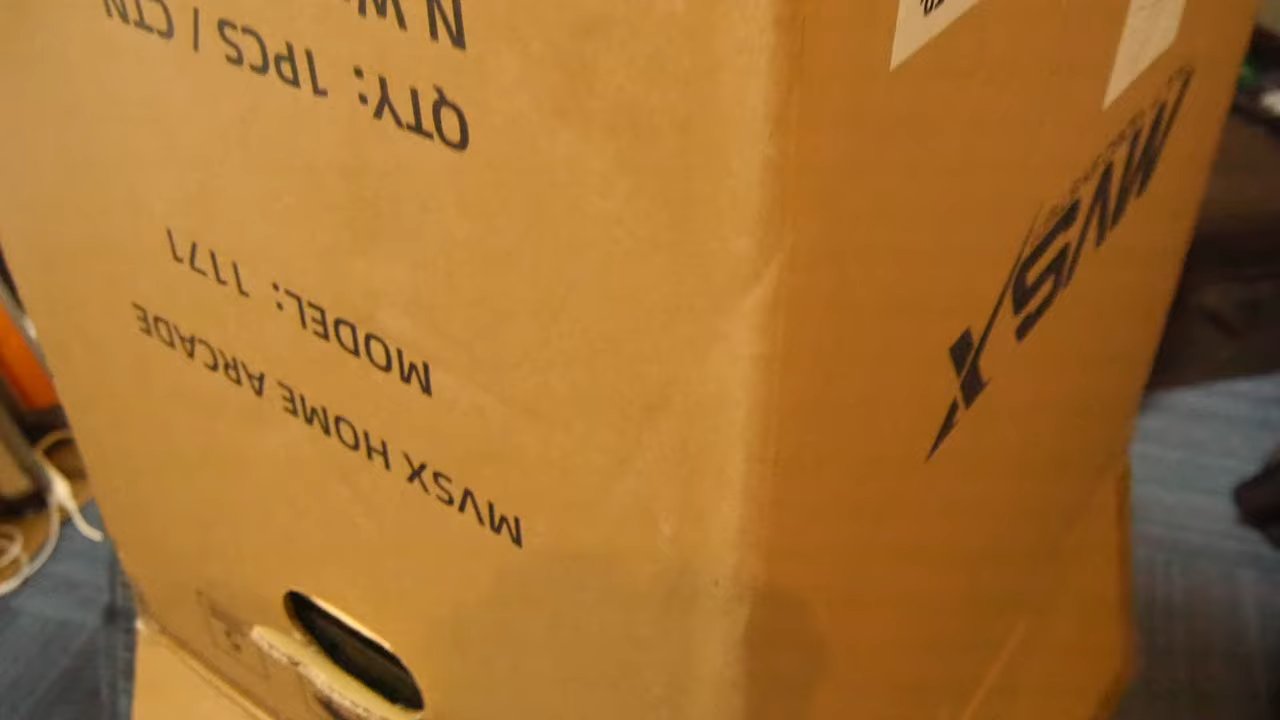 MVSX HOME ARCADE
MODEL: 1171
QTY: 1PCS / CTN
N.W
MVSX